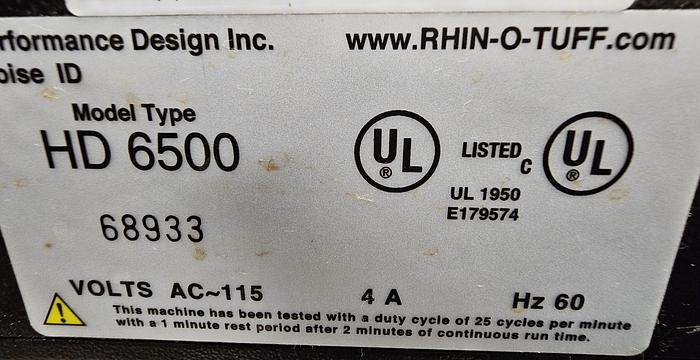 rformance Design Inc.
www.RHIN-O-TUFF.com
oise ID
Model Type
HD 6500
UL ®
LISTED
C
UL ®
UL 1950
E179574
68933
VOLTS AC~115
4 A
Hz 60
This machine has been tested with a duty cycle of 25 cycles per minute
with a 1 minute rest period after 2 minutes of continuous run time.